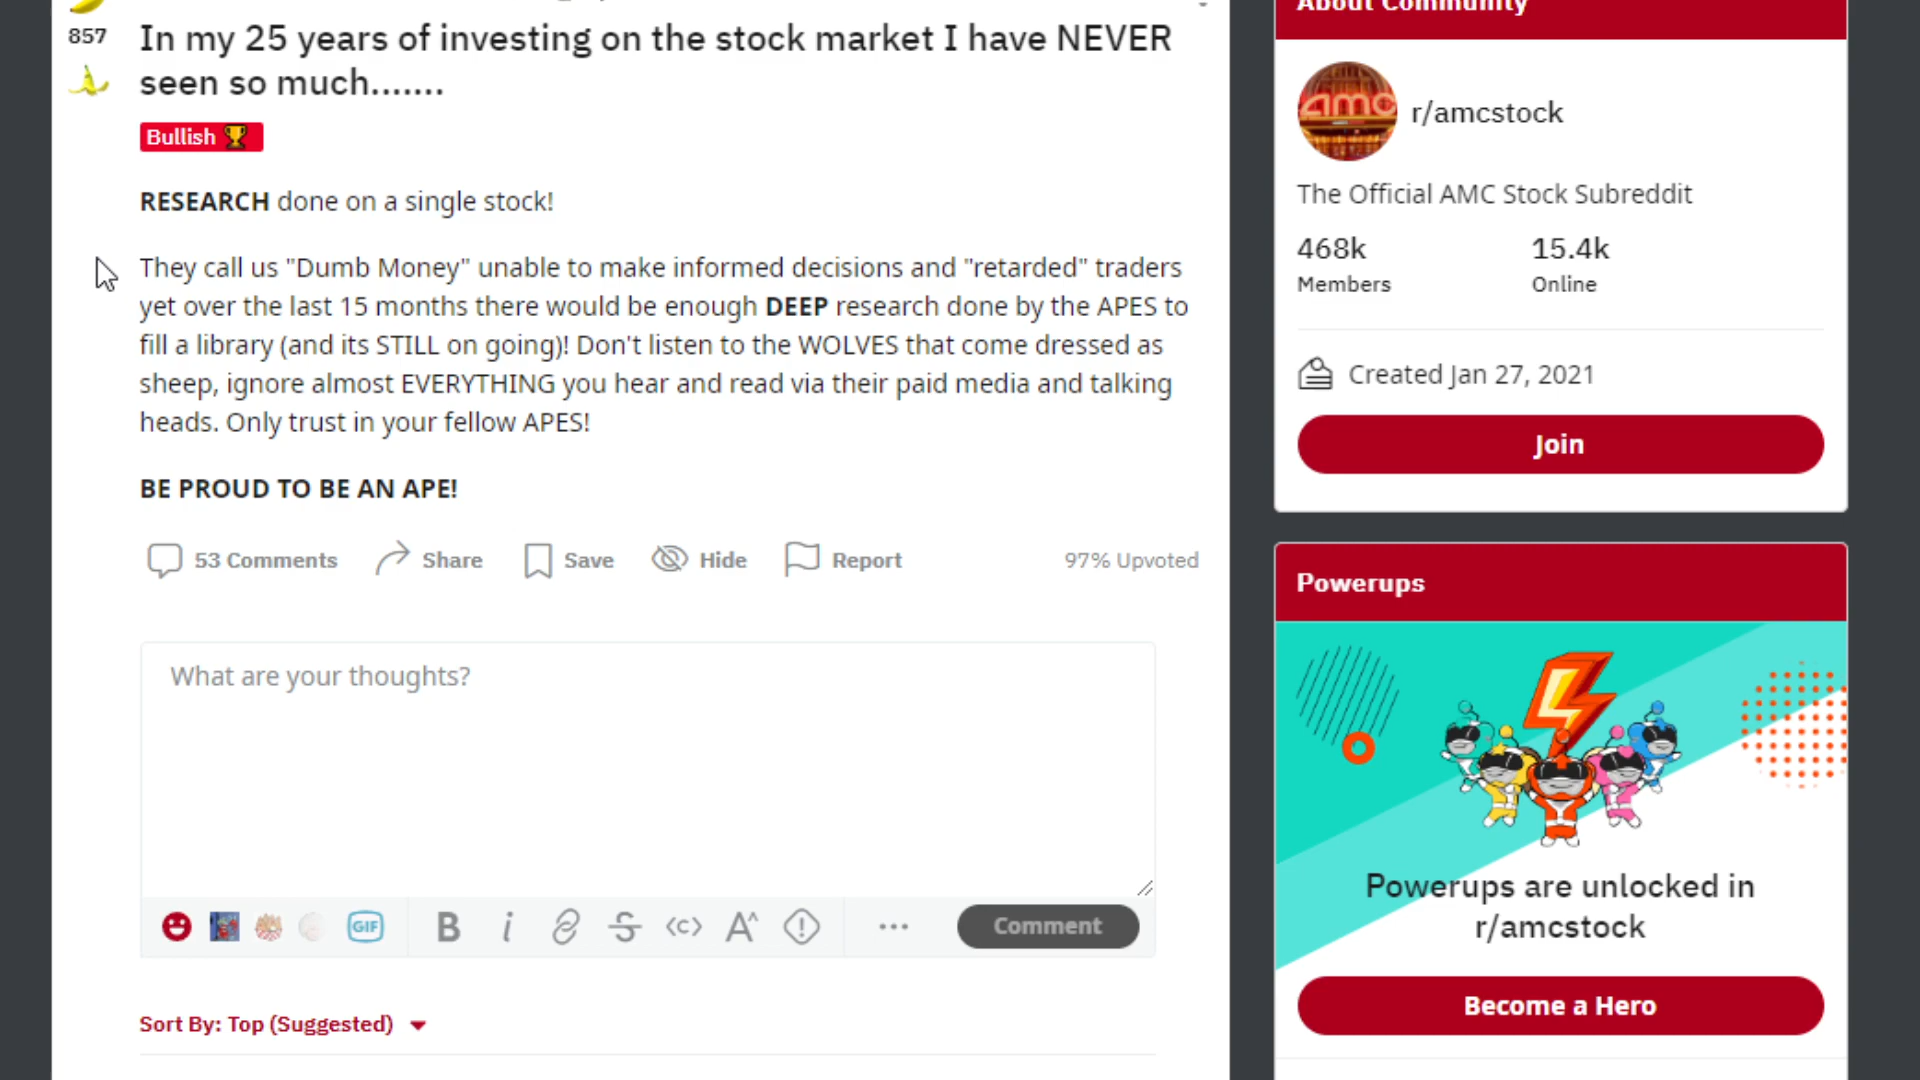 About Community
857
In my 25 years of investing on the stock market I have NEVER
seen so much.......
Bullish
RESEARCH done on a single stock!
They call us "Dumb Money" unable to make informed decisions and "retarded" traders
yet over the last 15 months there would be enough DEEP research done by the APES to
fill a library (and its STILL on going)! Don't listen to the WOLVES that come dressed as
sheep, ignore almost EVERYTHING you hear and read via their paid media and talking
heads. Only trust in your fellow APES!
BE PROUD TO BE AN APE!
53 Comments
Share
Save
Hide
Report
97% Upvoted
What are your thoughts?
GIF
B
i
S
<c>
A^
...
Comment
Sort By: Top (Suggested)
amc
r/amcstock
The Official AMC Stock Subreddit
468k
15.4k
Members
Online
Created Jan 27, 2021
Join
Powerups
Powerups are unlocked in
r/amcstock
Become a Hero